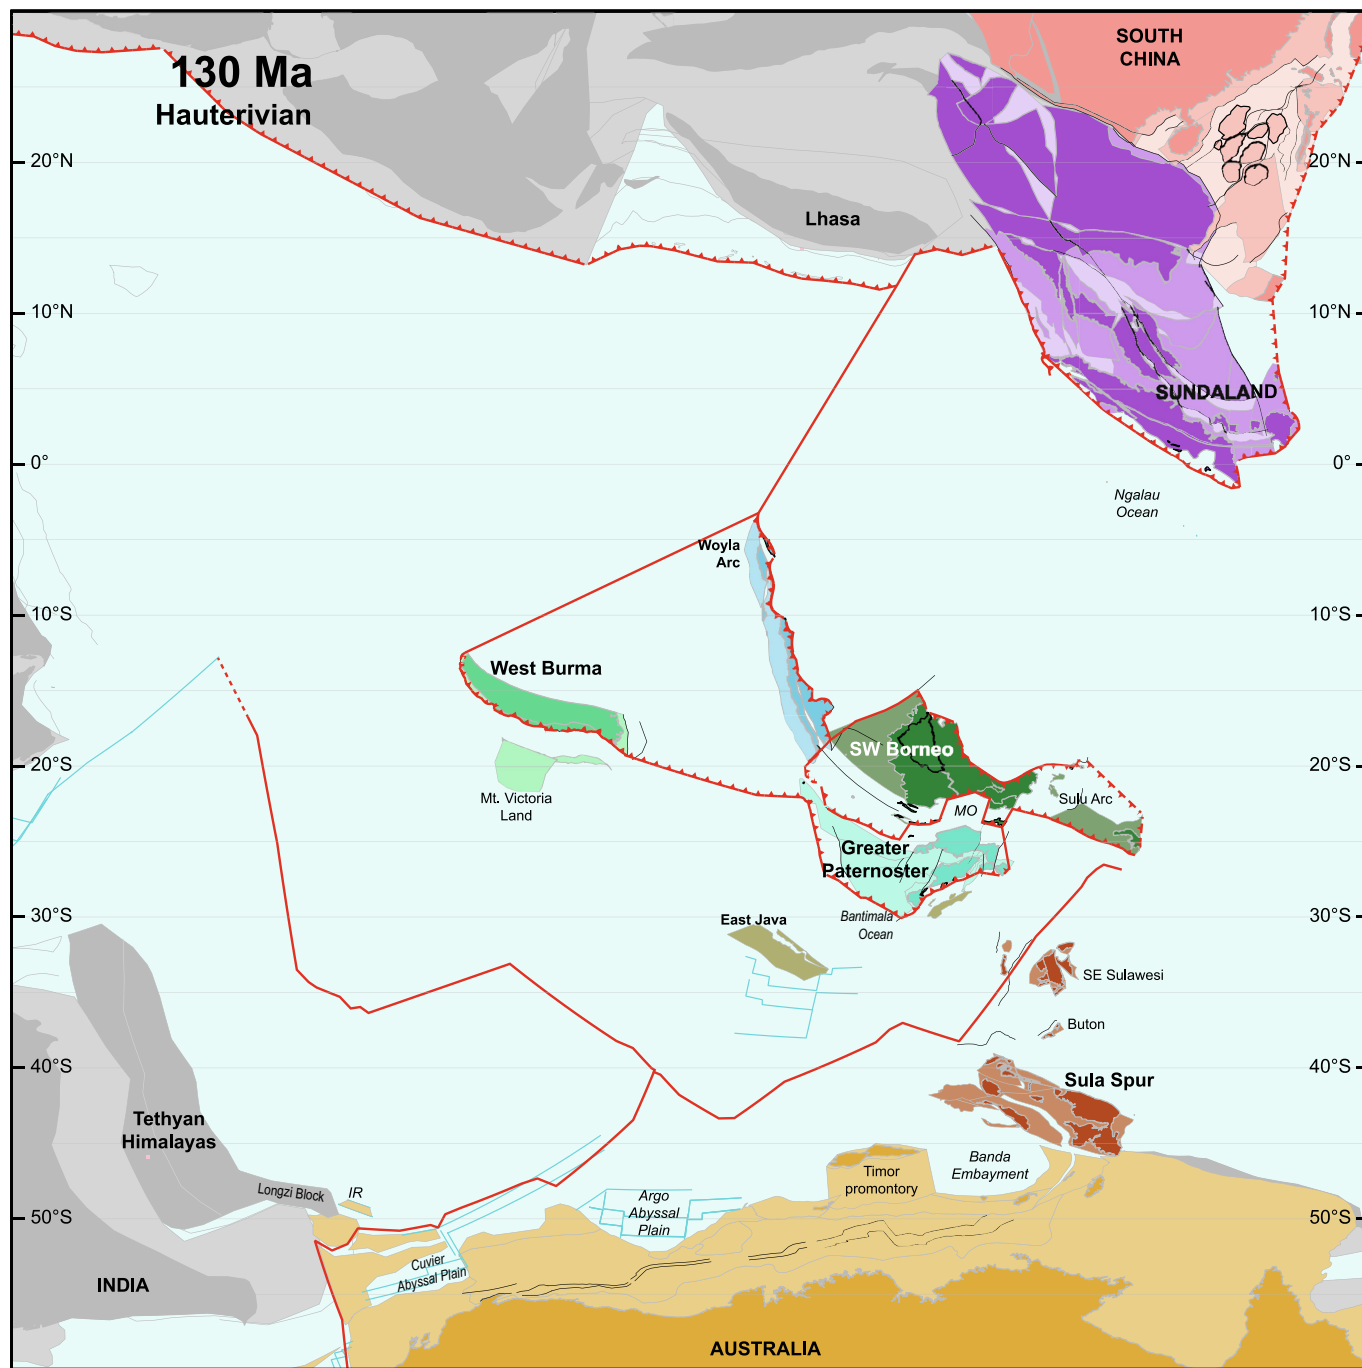 SOUTH
CHINA
130 Ma
Hauterivian
20°N
20°N
Lhasa
10°N
10°N
SUNDALAND
0°
0°
Ngalau
Ocean
Woyla
Arc
10°S
10°S
West Burma
SW Borneo
20°S
20°S
Mt. Victoria
Land
MO
Sulu Arc
Greater
Paternoster
30°S
30°S
East Java
Bantimala
Ocean
SE Sulawesi
Buton
40°S
40°S
Sula Spur
Tethyan
Himalayas
Banda
Embayment
Timor
promontory
Longzi Block
IR
Argo
Abyssal
Plain
50°S
50°S
Cuvier
Abyssal Plain
INDIA
AUSTRALIA